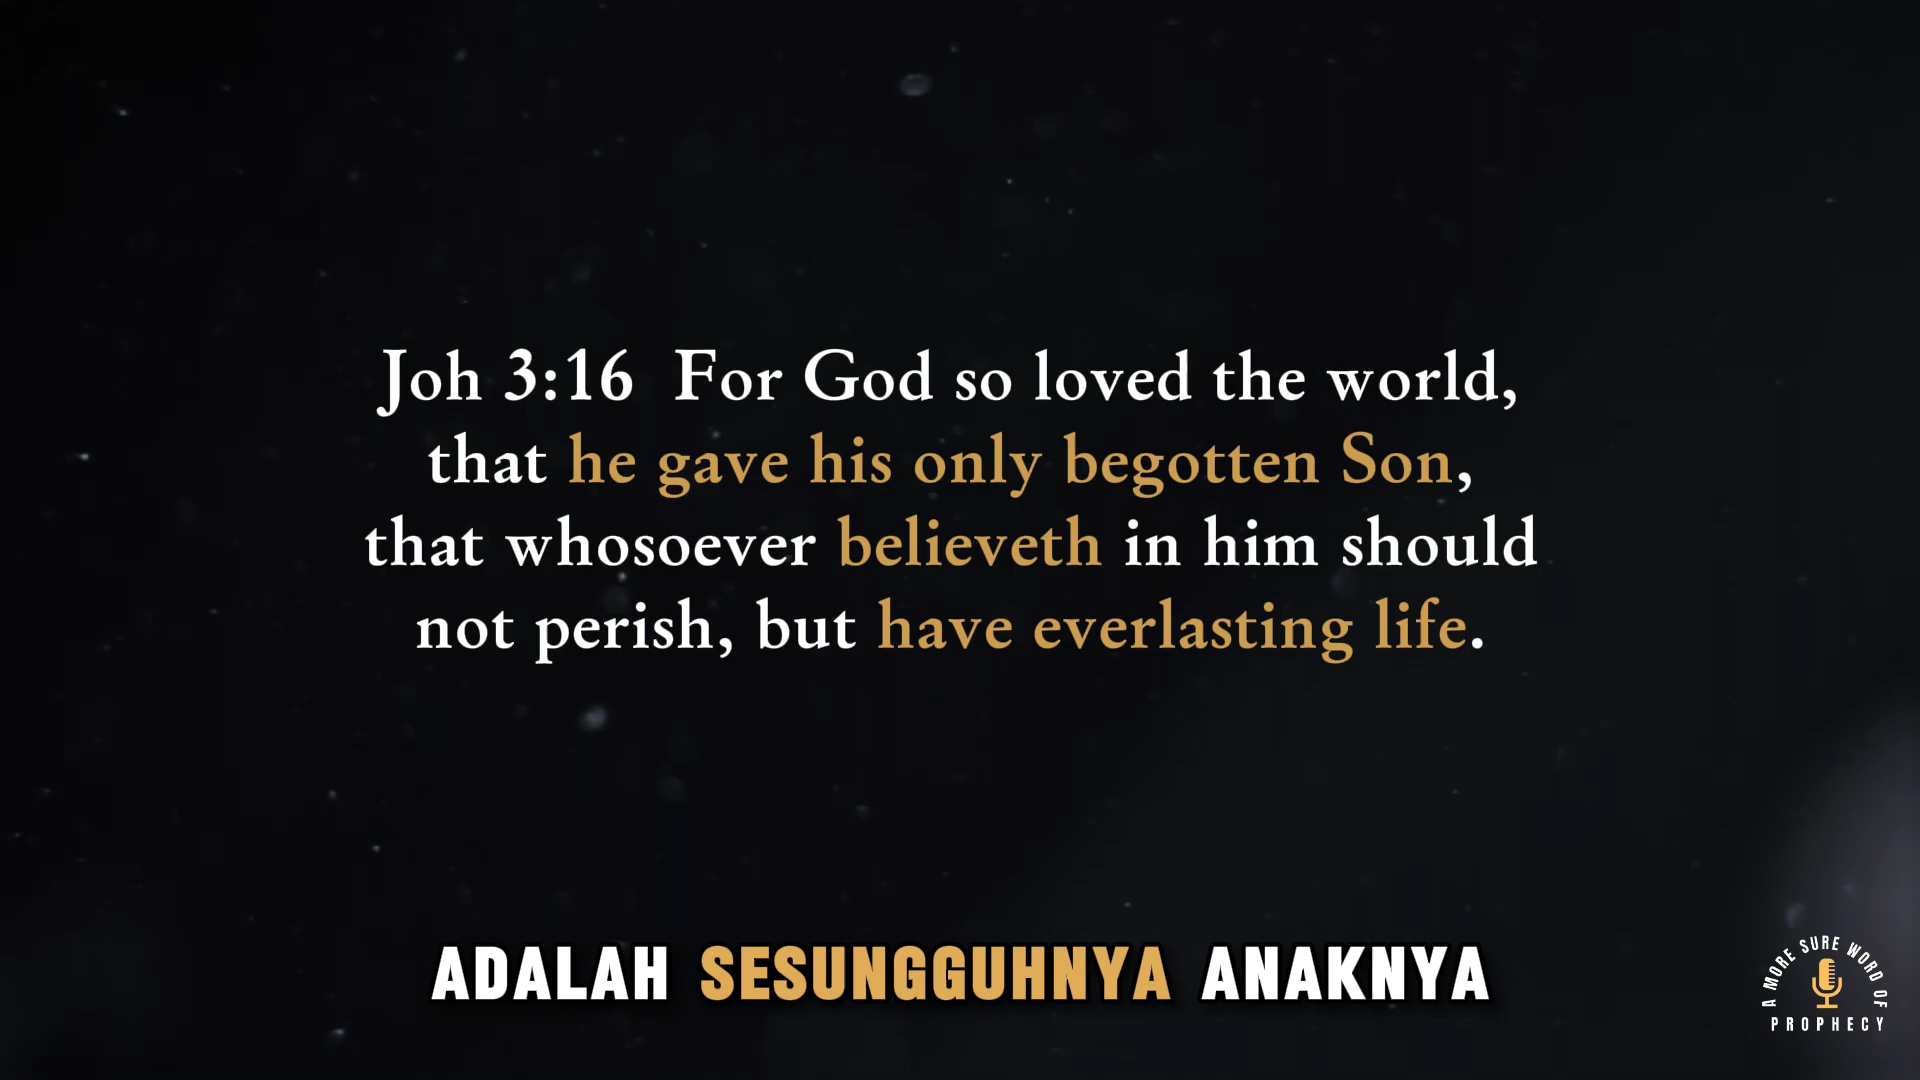 Joh 3:16  For God so loved the world,
that he gave his only begotten Son,
that whosoever believeth in him should
not perish, but have everlasting life.
ADALAH SESUNGGUHNYA ANAKNYA
A MORE SURE WORD OF
PROPHECY